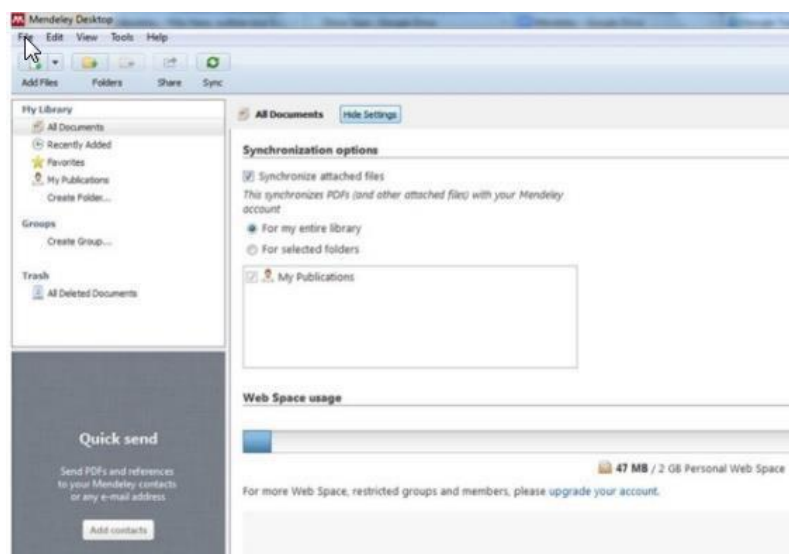 Mendeley Desktop
File Edit View Tools Help
Add Files Folders Share Sync
My Library
All Documents
Recently Added
Favorites
My Publications
Create Folder...
Groups
Create Group...
Trash
All Deleted Documents
Quick send
Send PDFs and references
to your Mendeley contacts
or any e-mail address
Add contacts
All Documents Hide Settings
Synchronization options
Synchronize attached files
This synchronizes PDFs (and other attached files) with your Mendeley
account
For my entire library
For selected folders
My Publications
Web Space usage
47 MB / 2 GB Personal Web Space
For more Web Space, restricted groups and members, please upgrade your account.